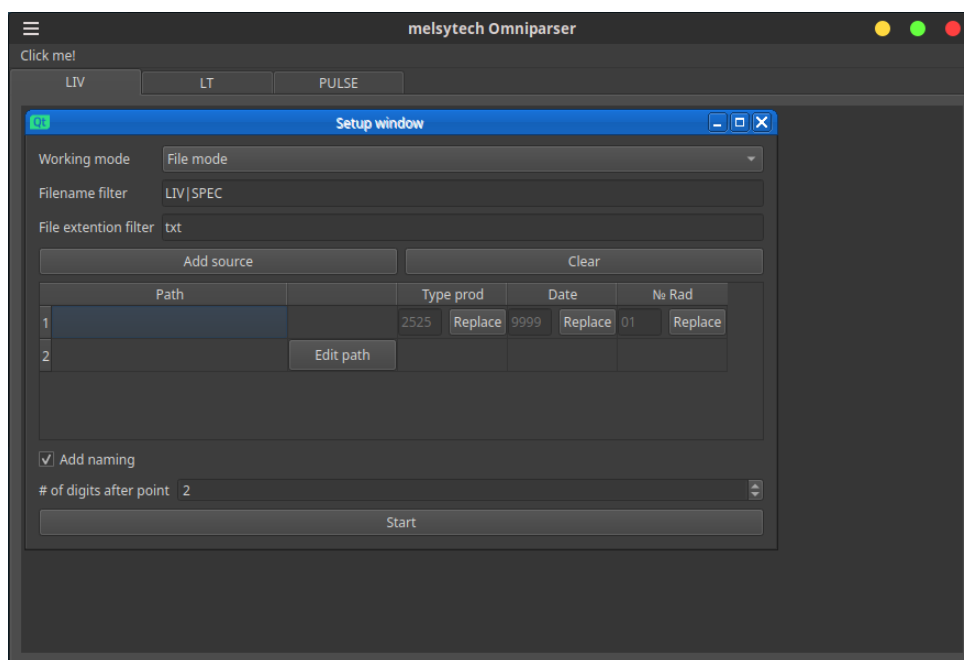 melsytech Omniparser
Click me!
LIV LT PULSE
Qt Setup window
Working mode File mode
Filename filter LIV|SPEC
File extention filter txt
Add source Clear
Path Type prod Date № Rad
1 2525 Replace 9999 Replace 01 Replace
2 Edit path
Add naming
# of digits after point 2
Start